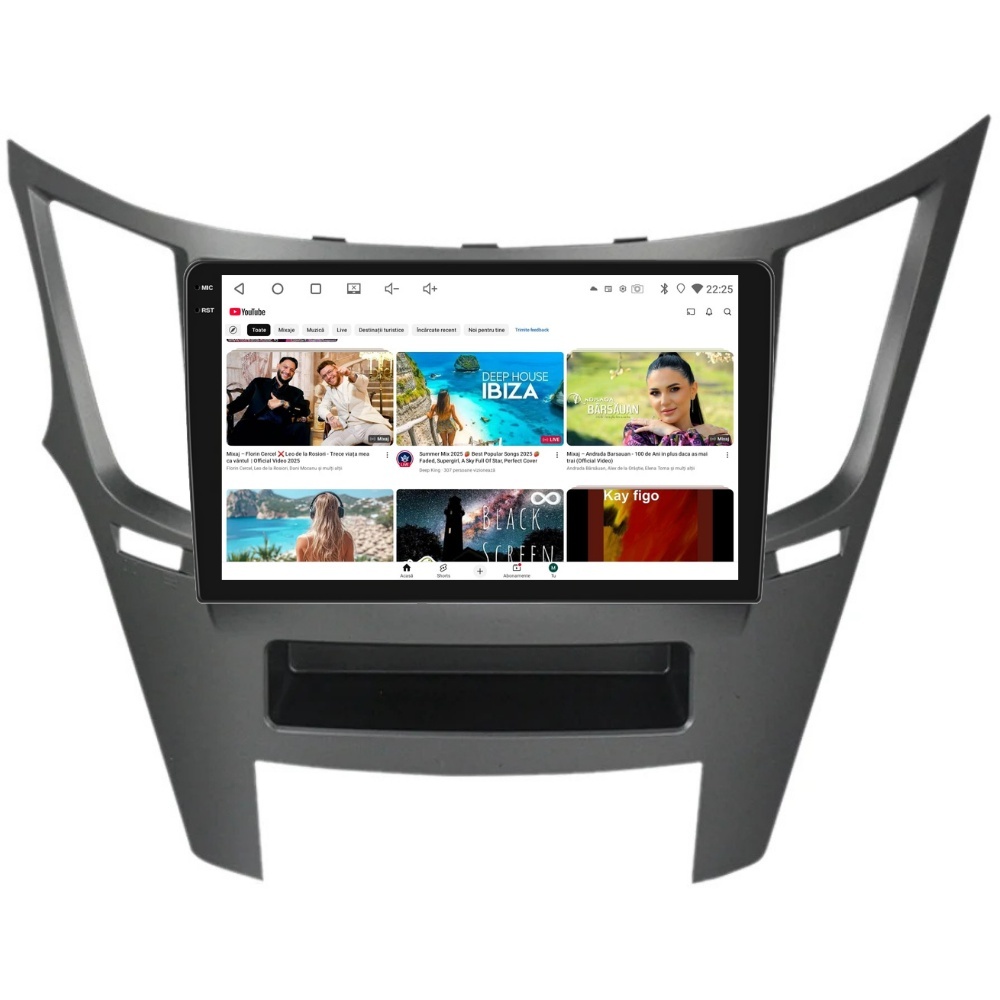 MIC
RST
22:25
YouTube
Toate
Mixaje
Muzică
Live
Destinații turistice
Încărcate recent
Noi pentru tine
Trimite feedback
DEEP HOUSE
IBIZA
LIVE
ANDRADA
BĂRSĂUAN
Mixaj
Mixaj
Mixaj – Florin Cercel ❌ Leo de la Rosiori - Trece viața mea
ca vântul | Official Video 2025
Florin Cercel, Leo de la Rosiori, Dani Mocanu și mulți alții
LIVE
Summer Mix 2025 🍓 Best Popular Songs 2025 🍓
Faded, Supergirl, A Sky Full Of Star, Perfect Cover
Deep King · 307 persoane vizionează
Mixaj – Andrada Barsauan - 100 de Ani in plus daca as mai
trai (Official Video)
Andrada Bărsăuan, Nicu de la Sîrbghe, Elena Toma și mulți alții
BLACK
SCREEN
Kay figo
Acasă
Shorts
Abonamente
M
Tu